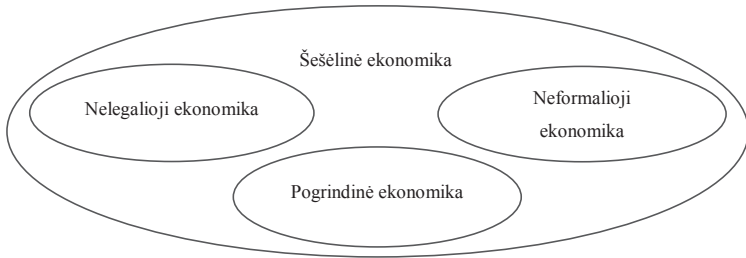 Šešėlinė ekonomika
Nelegalioji ekonomika
Neformalioji
ekonomika
Pogrindinė ekonomika